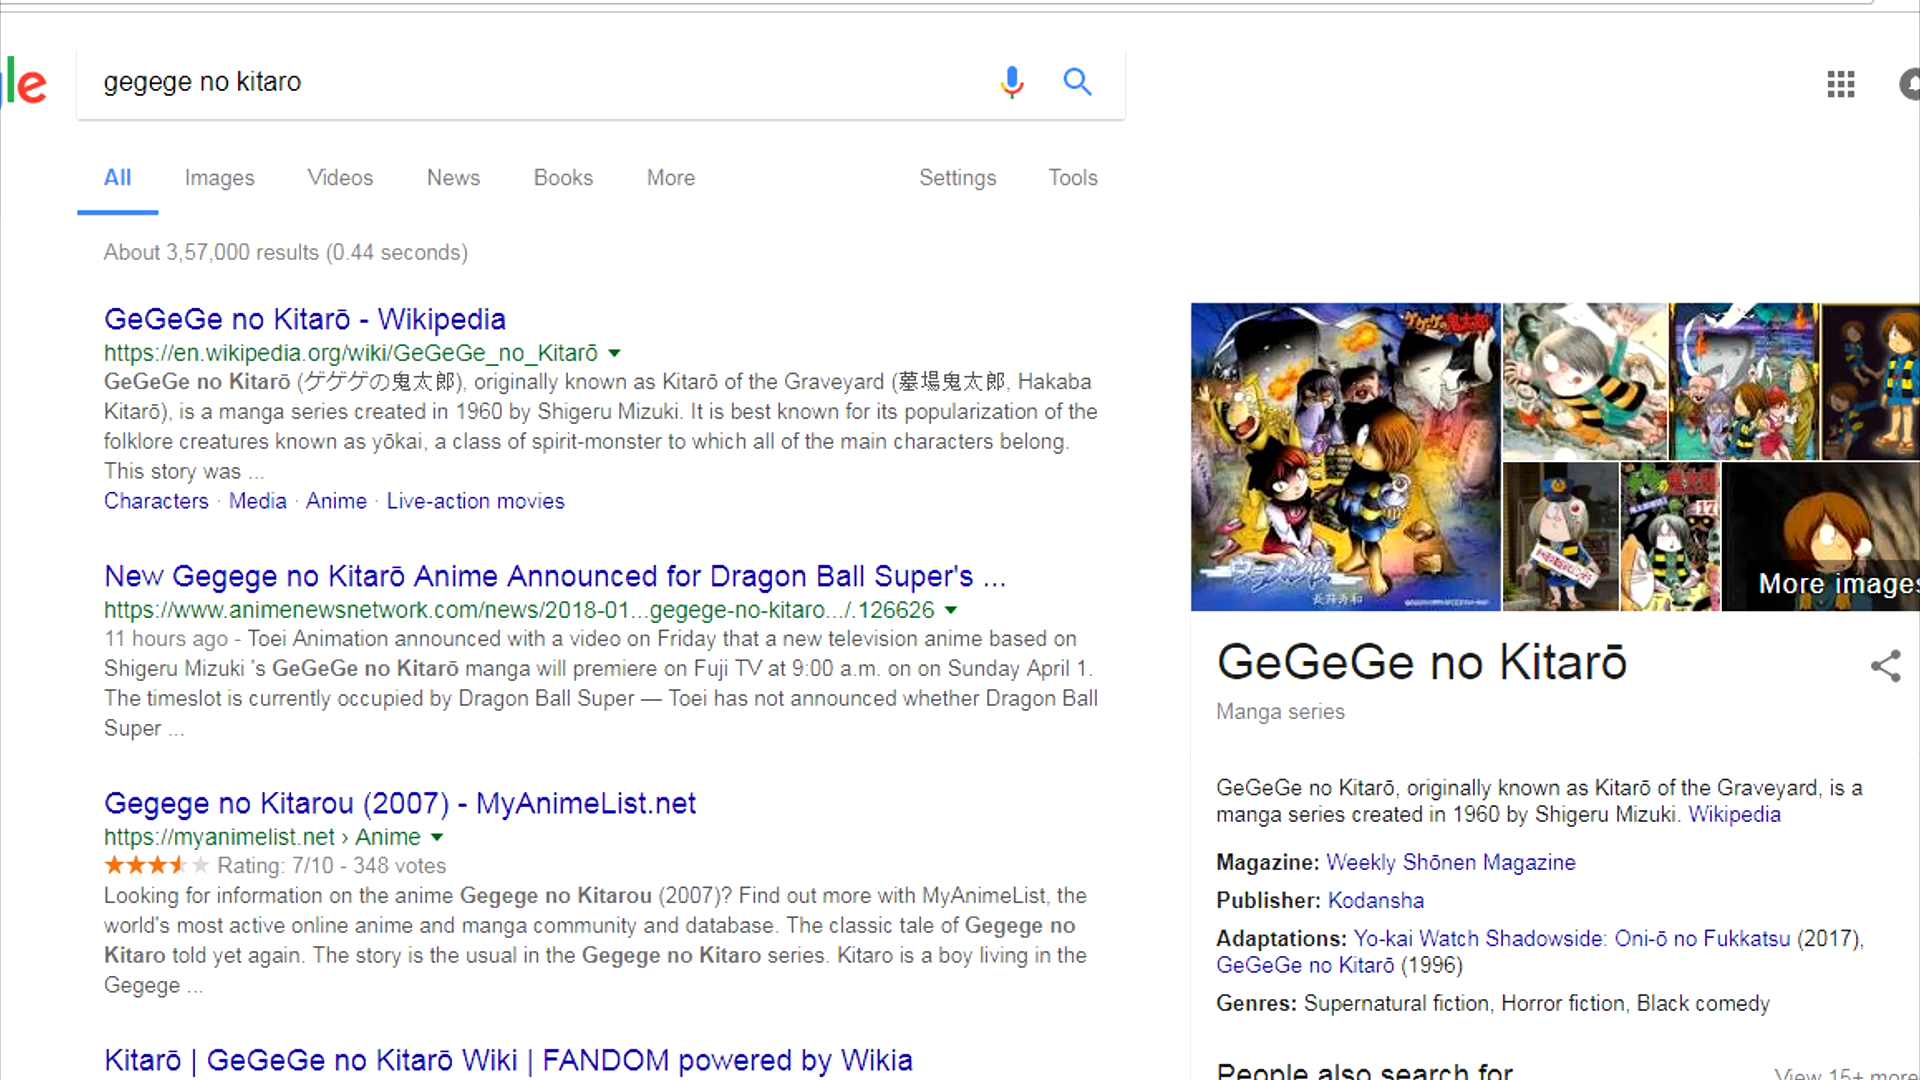 le
gegege no kitaro
All Images Videos News Books More Settings Tools
About 3,57,000 results (0.44 seconds)
GeGeGe no Kitarō - Wikipedia
https://en.wikipedia.org/wiki/GeGeGe_no_Kitarō
GeGeGe no Kitarō (ゲゲゲの鬼太郎), originally known as Kitarō of the Graveyard (墓場鬼太郎, Hakaba
Kitarō), is a manga series created in 1960 by Shigeru Mizuki. It is best known for its popularization of the
folklore creatures known as yōkai, a class of spirit-monster to which all of the main characters belong.
This story was ...
Characters · Media · Anime · Live-action movies
New Gegege no Kitarō Anime Announced for Dragon Ball Super's ...
https://www.animenewsnetwork.com/news/2018-01...gegege-no-kitaro.../.126626
11 hours ago - Toei Animation announced with a video on Friday that a new television anime based on
Shigeru Mizuki 's GeGeGe no Kitarō manga will premiere on Fuji TV at 9:00 a.m. on on Sunday April 1.
The timeslot is currently occupied by Dragon Ball Super — Toei has not announced whether Dragon Ball
Super ...
Gegege no Kitarou (2007) - MyAnimeList.net
https://myanimelist.net › Anime
Rating: 7/10 - 348 votes
Looking for information on the anime Gegege no Kitarou (2007)? Find out more with MyAnimeList, the
world's most active online anime and manga community and database. The classic tale of Gegege no
Kitaro told yet again. The story is the usual in the Gegege no Kitaro series. Kitaro is a boy living in the
Gegege ...
Kitarō | GeGeGe no Kitarō Wiki | FANDOM powered by Wikia
ゲゲゲの鬼太郎
17
More images
GeGeGe no Kitarō
Manga series
GeGeGe no Kitarō, originally known as Kitarō of the Graveyard, is a
manga series created in 1960 by Shigeru Mizuki. Wikipedia
Magazine: Weekly Shōnen Magazine
Publisher: Kodansha
Adaptations: Yo-kai Watch Shadowside: Oni-ō no Fukkatsu (2017),
GeGeGe no Kitarō (1996)
Genres: Supernatural fiction, Horror fiction, Black comedy
People also search for
View 15+ more